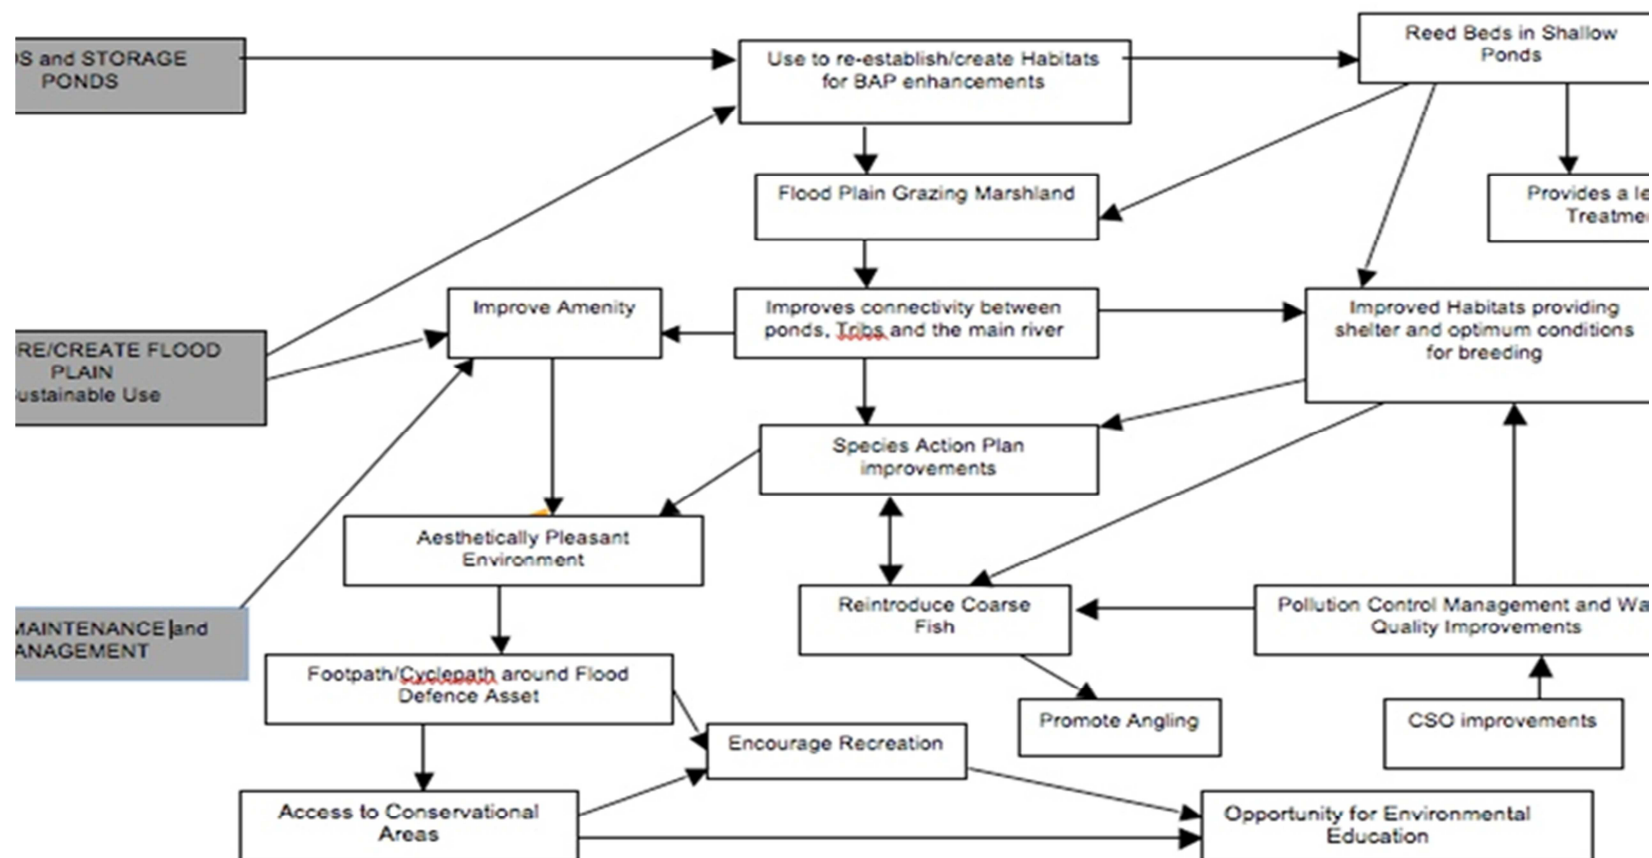 S and STORAGE
PONDS
Use to re-establish/create Habitats
for BAP enhancements
Reed Beds in Shallow
Ponds
Flood Plain Grazing Marshland
Provides a
Treatme
Improve Amenity
Improves connectivity between
ponds, Tribs and the main river
Improved Habitats providing
shelter and optimum conditions
for breeding
RE/CREATE FLOOD
PLAIN
ustainable Use
Species Action Plan
improvements
Aesthetically Pleasant
Environment
Reintroduce Coarse
Fish
Pollution Control Management and Wa
Quality Improvements
MAINTENANCE and
ANAGEMENT
Footpath/Cyclepath around Flood
Defence Asset
Promote Angling
CSO improvements
Encourage Recreation
Access to Conservational
Areas
Opportunity for Environmental
Education